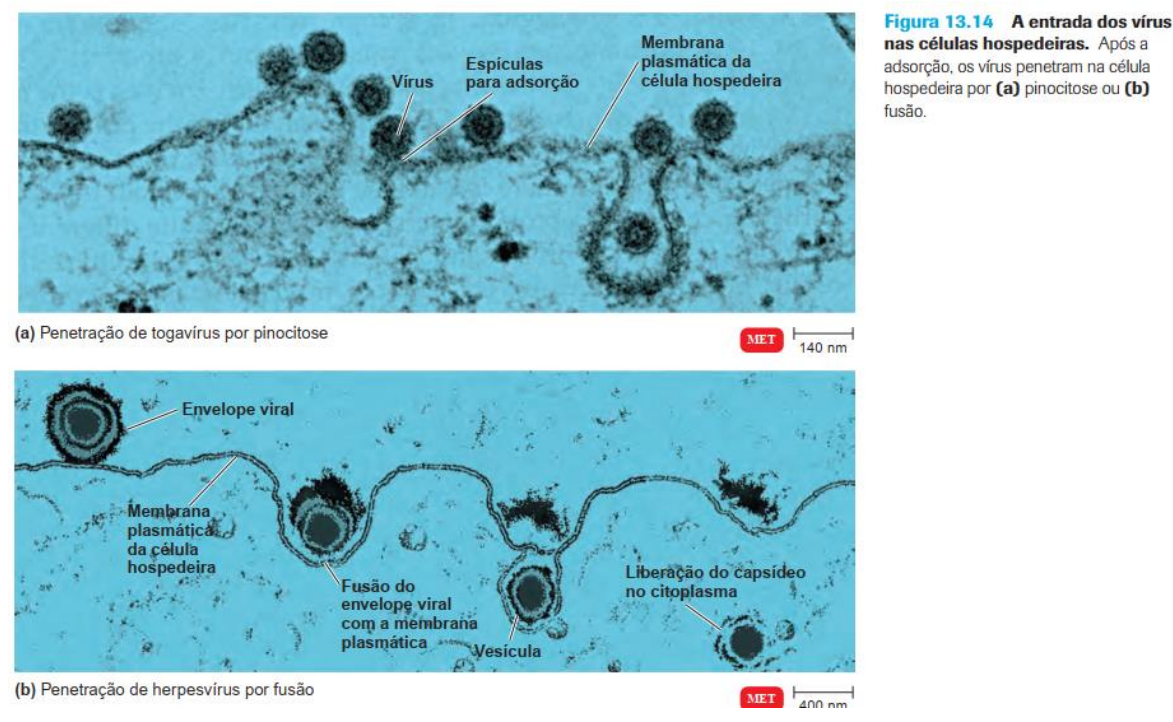 Figura 13.14 A entrada dos vírus
nas células hospedeiras. Após a
adsorção, os vírus penetram na célula
hospedeira por (a) pinocitose ou (b)
fusão.
Vírus
Espículas
para adsorção
Membrana
plasmática da
célula hospedeira
(a) Penetração de togavírus por pinocitose
MET
140 nm
Envelope viral
Membrana
plasmática
da célula
hospedeira
Fusão do
envelope viral
com a membrana
plasmática
Vesícula
Liberação do capsídeo
no citoplasma
(b) Penetração de herpesvírus por fusão
MET
400 nm